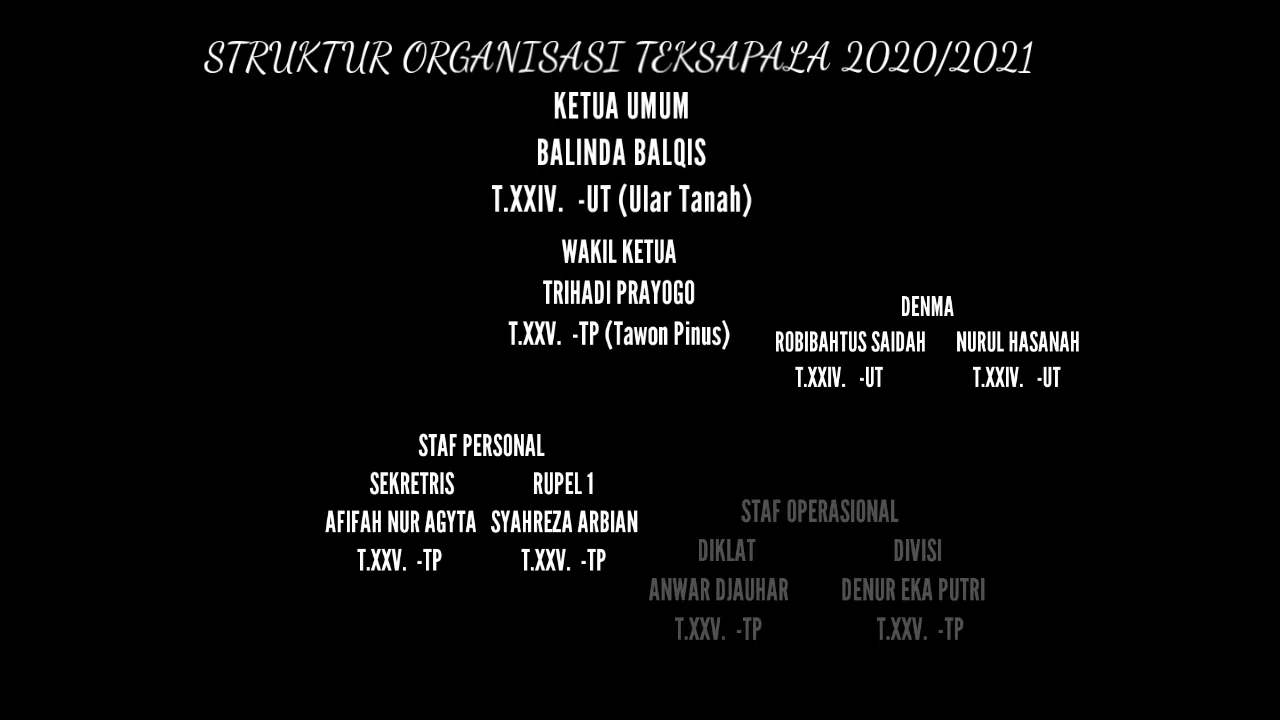 STRUKTUR ORGANISASI TEKSAPALA 2020/2021
KETUA UMUM
BALINDA BALQIS
T.XXIV. -UT (Ular Tanah)
WAKIL KETUA
TRIHADI PRAYOGO
T.XXV. -TP (Tawon Pinus)
DENMA
ROBIBAHTUS SAIDAH NURUL HASANAH
T.XXIV. -UT T.XXIV. -UT
STAF PERSONAL
SEKRETRIS RUPEL 1
AFIFAH NUR AGYTA SYAHREZA ARBIAN
T.XXV. -TP T.XXV. -TP
STAF OPERASIONAL
DIKLAT DIVISI
ANWAR DJAUHAR DENUR EKA PUTRI
T.XXV. -TP T.XXV. -TP